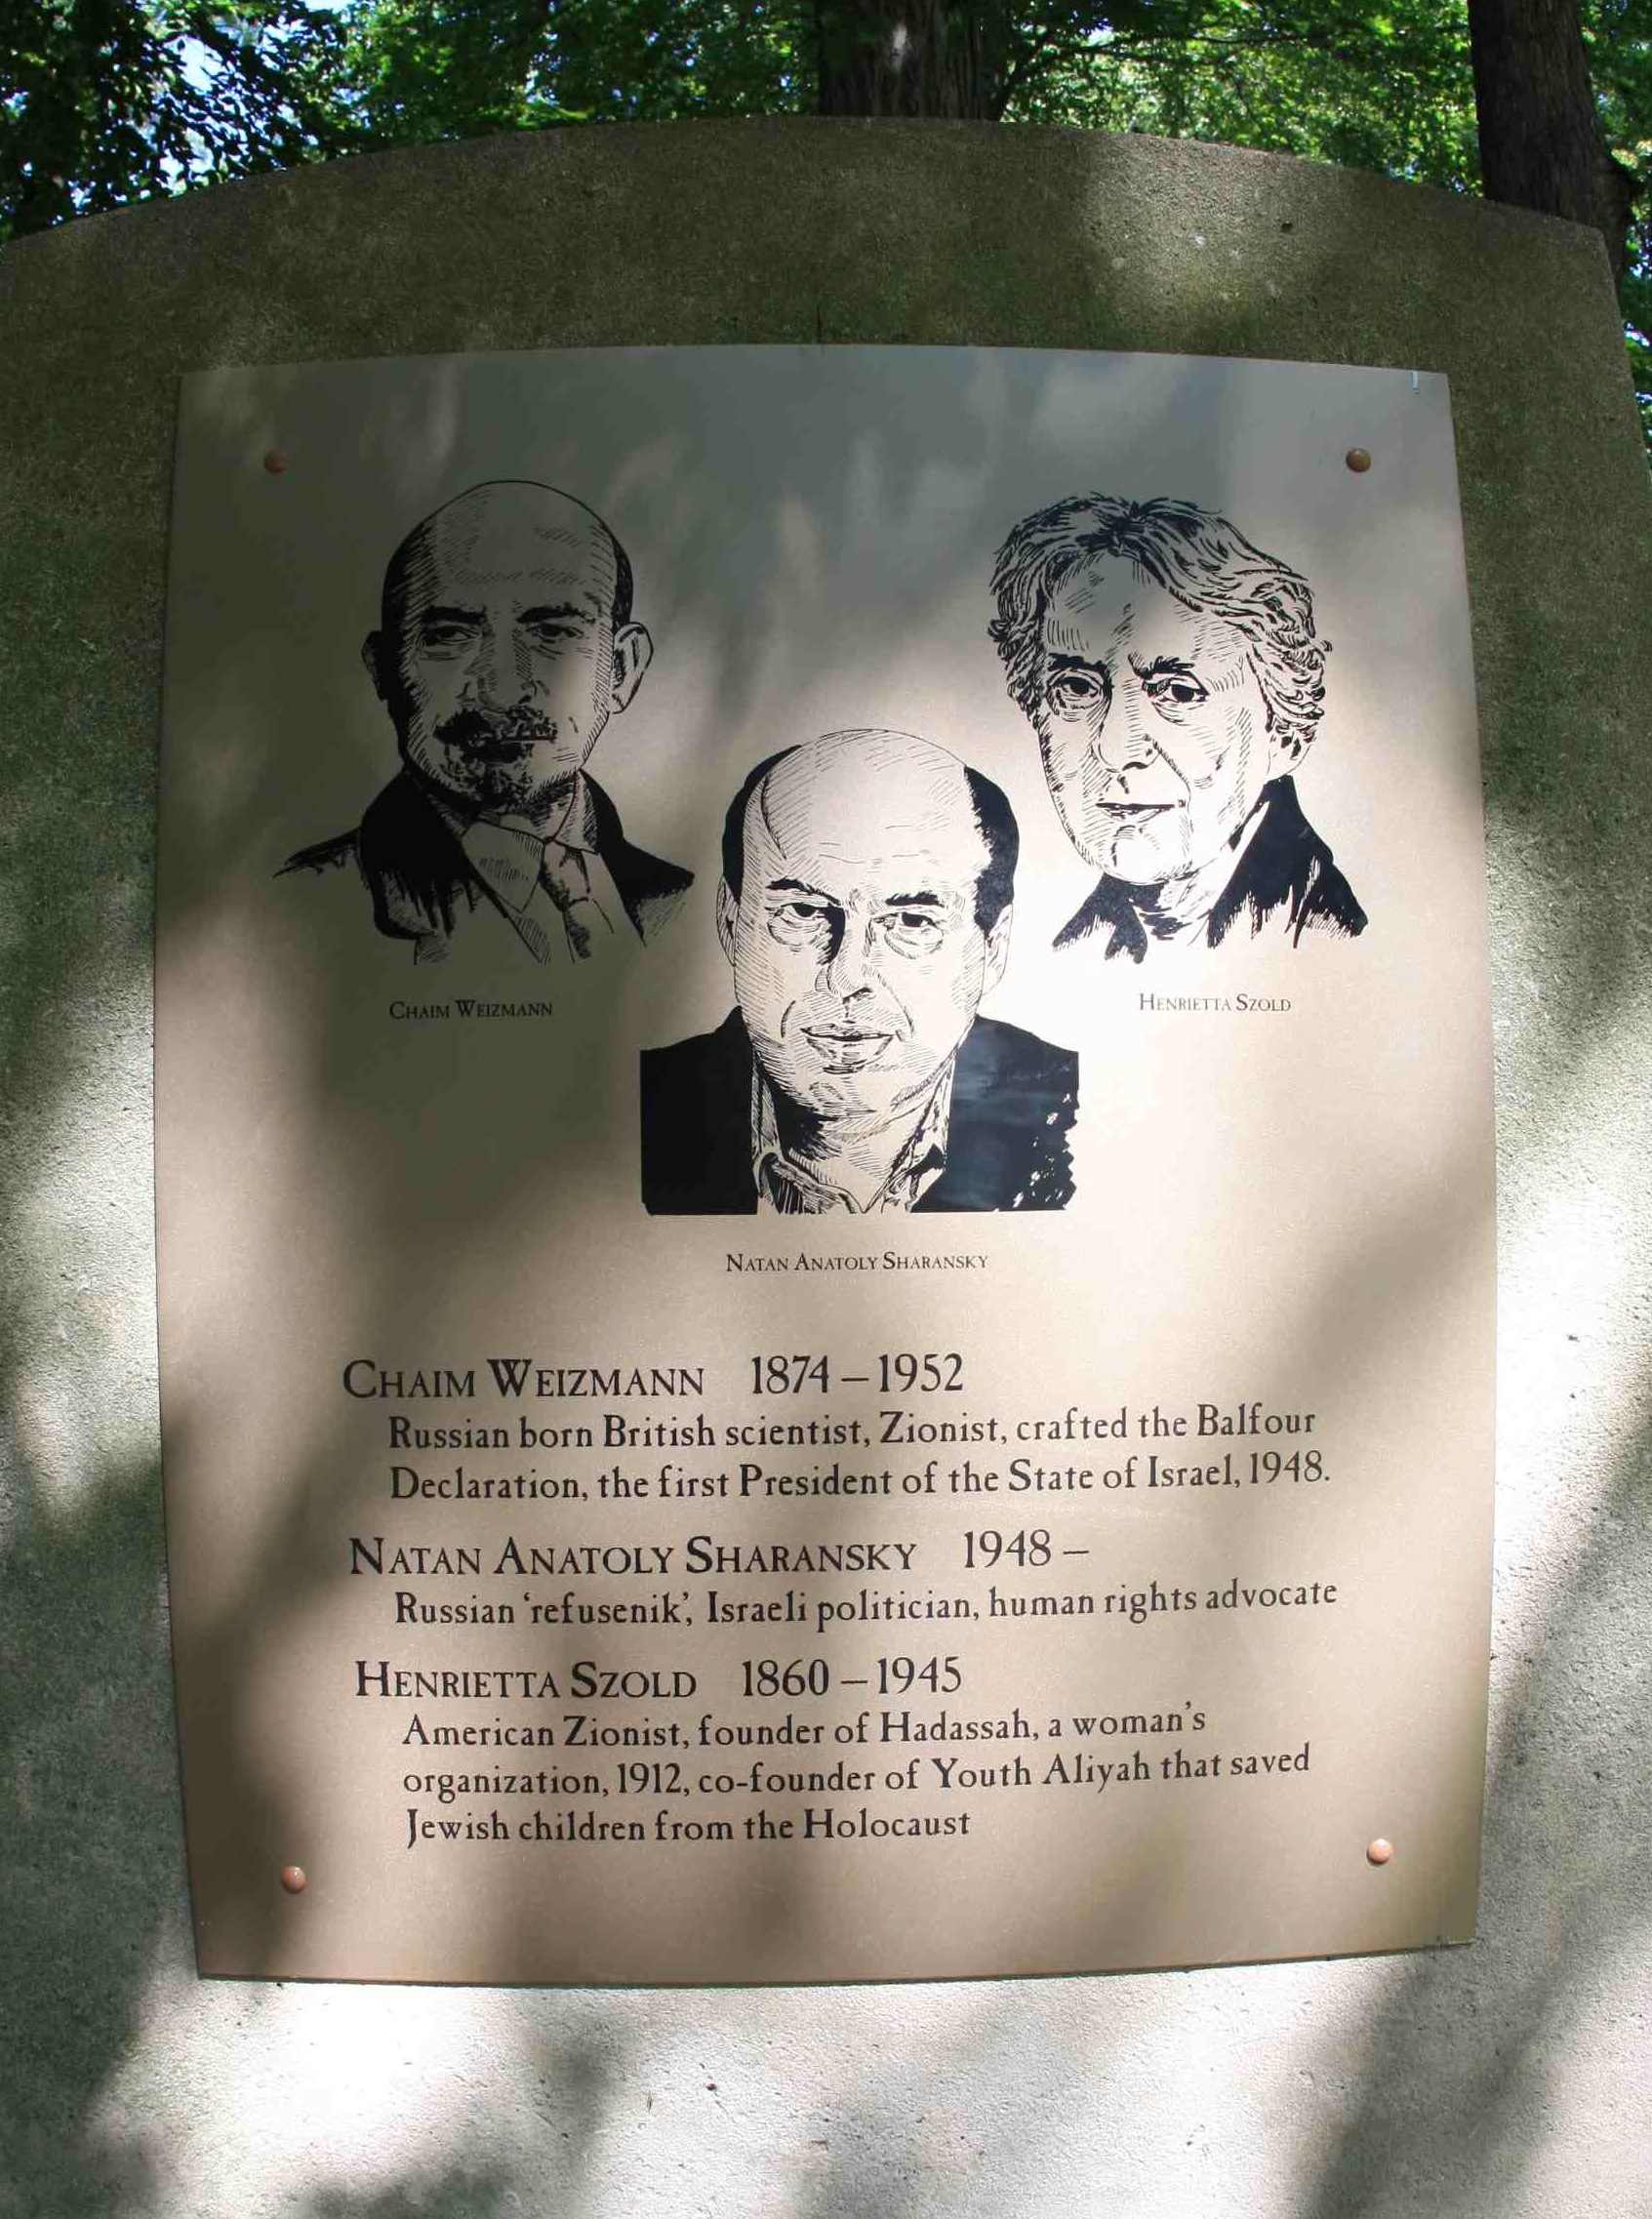 CHAIM WEIZMANN
HENRIETTA SZOLD
NATAN ANATOLY SHARANSKY
CHAIM WEIZMANN 1874 – 1952
Russian born British scientist, Zionist, crafted the Balfour
Declaration, the first President of the State of Israel, 1948.
NATAN ANATOLY SHARANSKY 1948 –
Russian ‘refusenik’, Israeli politician, human rights advocate
HENRIETTA SZOLD 1860 – 1945
American Zionist, founder of Hadassah, a woman's
organization, 1912, co-founder of Youth Aliyah that saved
Jewish children from the Holocaust